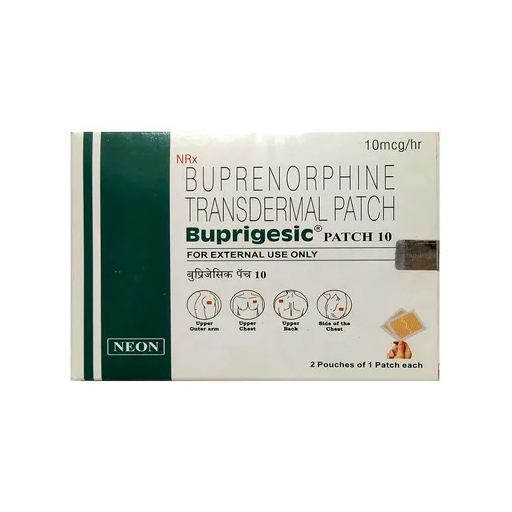 10mcg/hr
NRx
BUPRENORPHINE
TRANSDERMAL PATCH
Buprigesic® PATCH 10
FOR EXTERNAL USE ONLY
बुप्रिजेसिक पॅच 10
Upper Outer arm
Upper Chest
Upper Back
Side of the Chest
NEON
2 Pouches of 1 Patch each